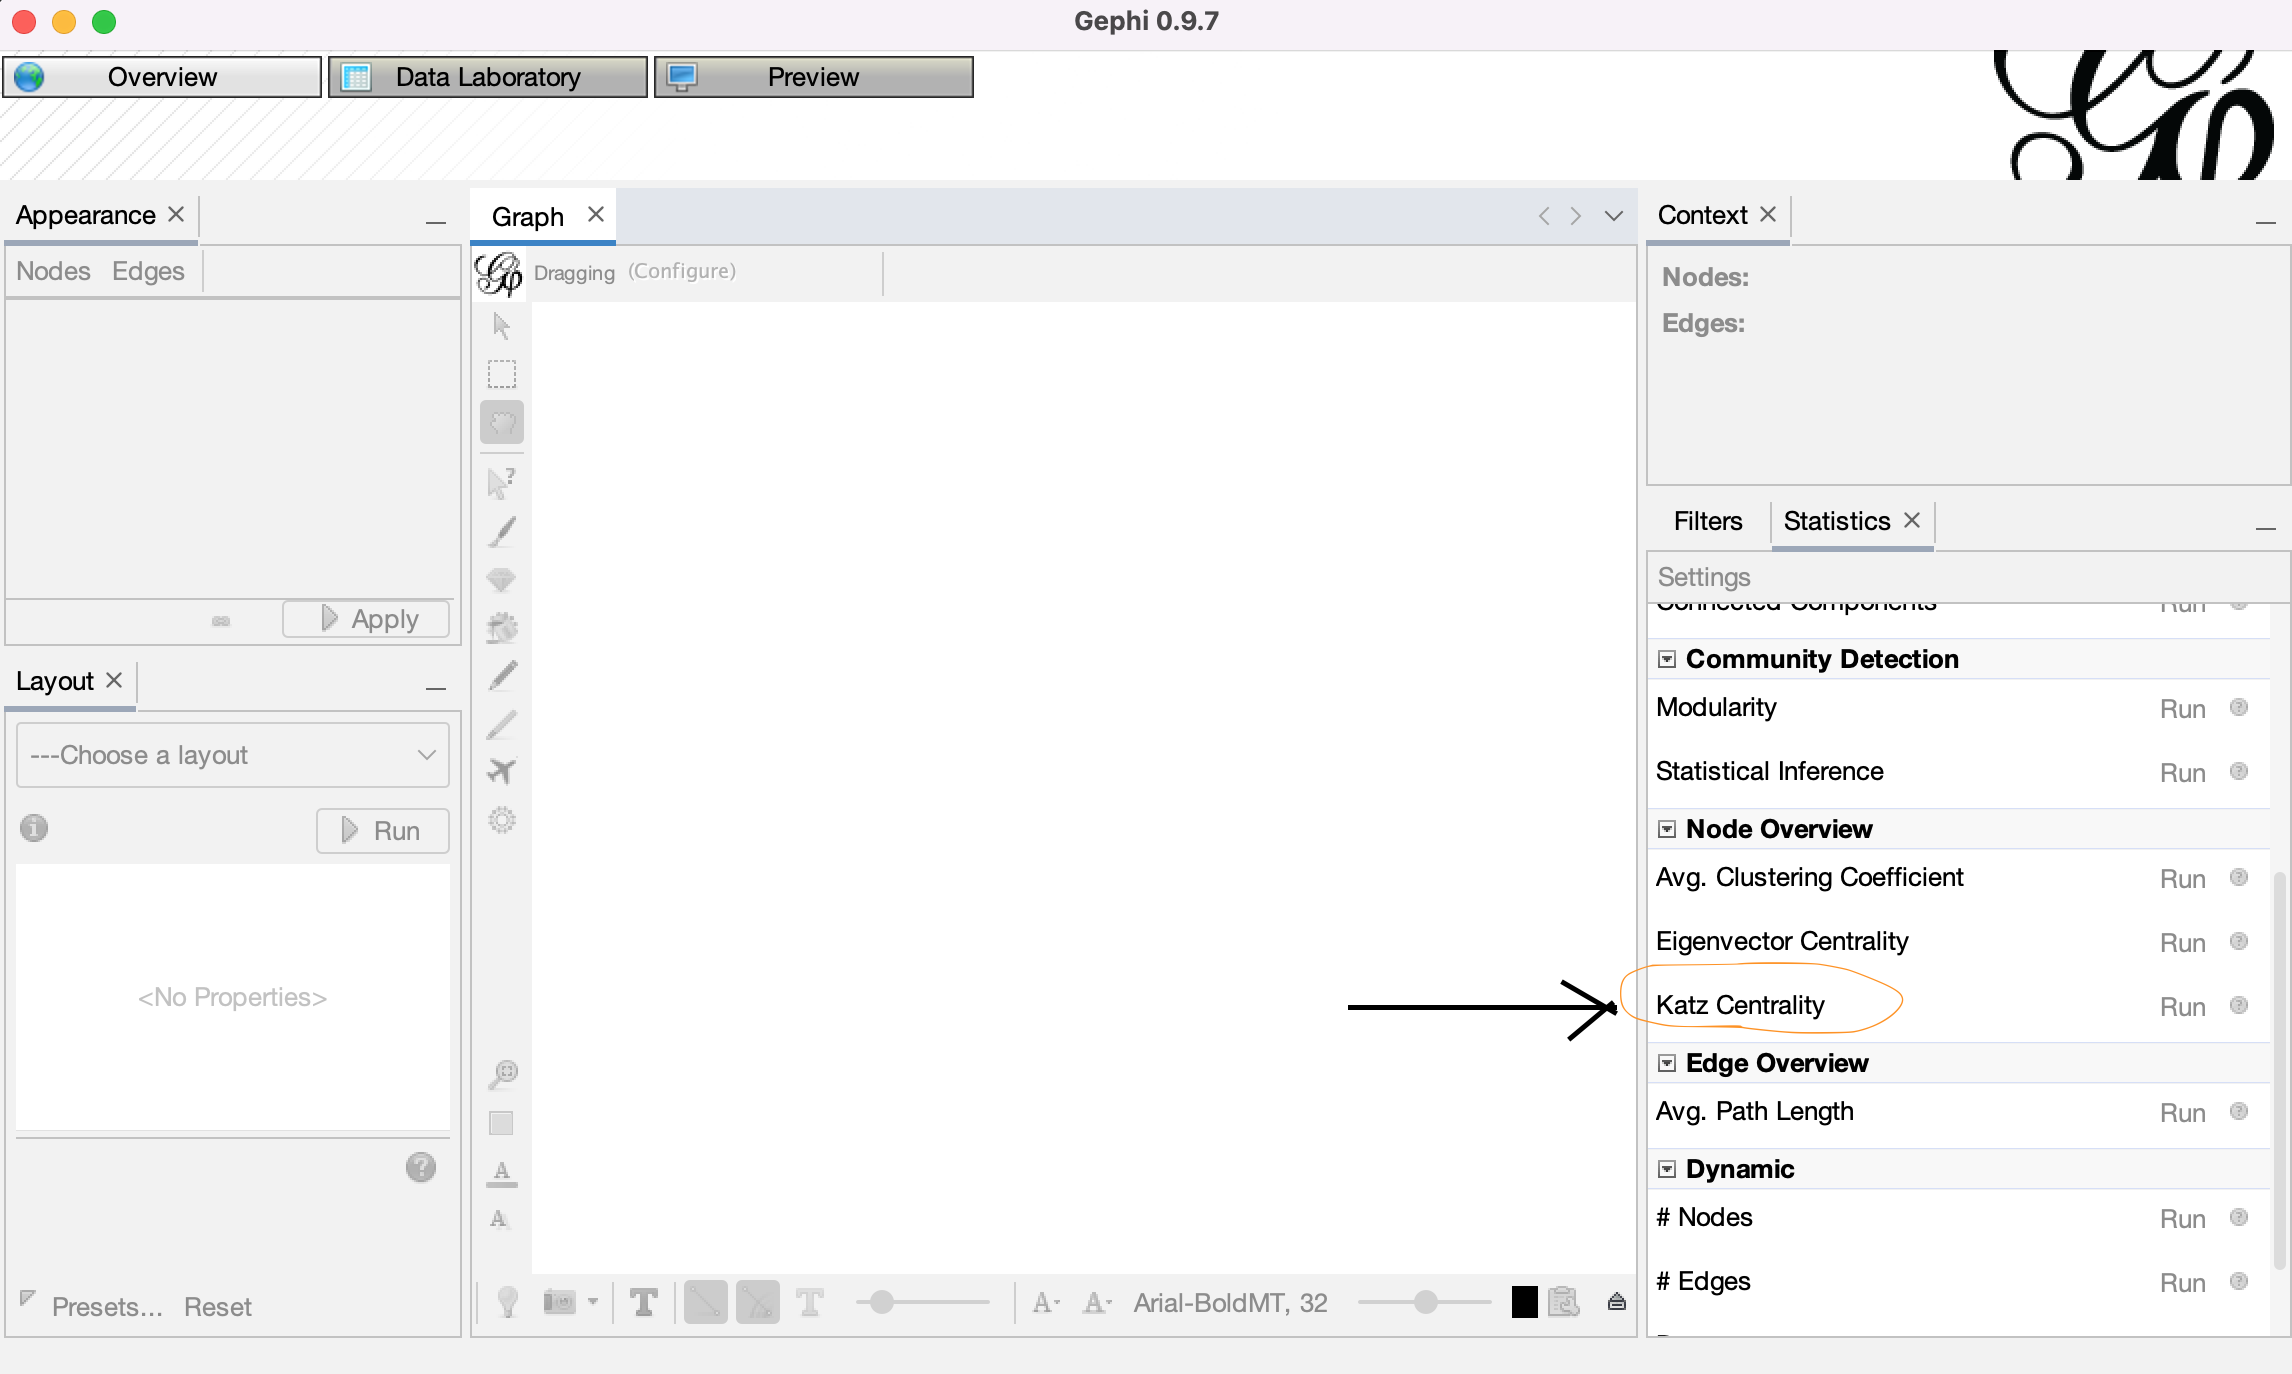 Gephi 0.9.7
Overview
Data Laboratory
Preview
Appearance
Nodes Edges
Apply
Layout
---Choose a layout
Run
<No Properties>
Presets... Reset
Graph
Dragging (Configure)
Arial-BoldMT, 32
Context
Nodes:
Edges:
Filters Statistics
Settings
Connected Components Run
Community Detection
Modularity Run
Statistical Inference Run
Node Overview
Avg. Clustering Coefficient Run
Eigenvector Centrality Run
Katz Centrality Run
Edge Overview
Avg. Path Length Run
Dynamic
# Nodes Run
# Edges Run